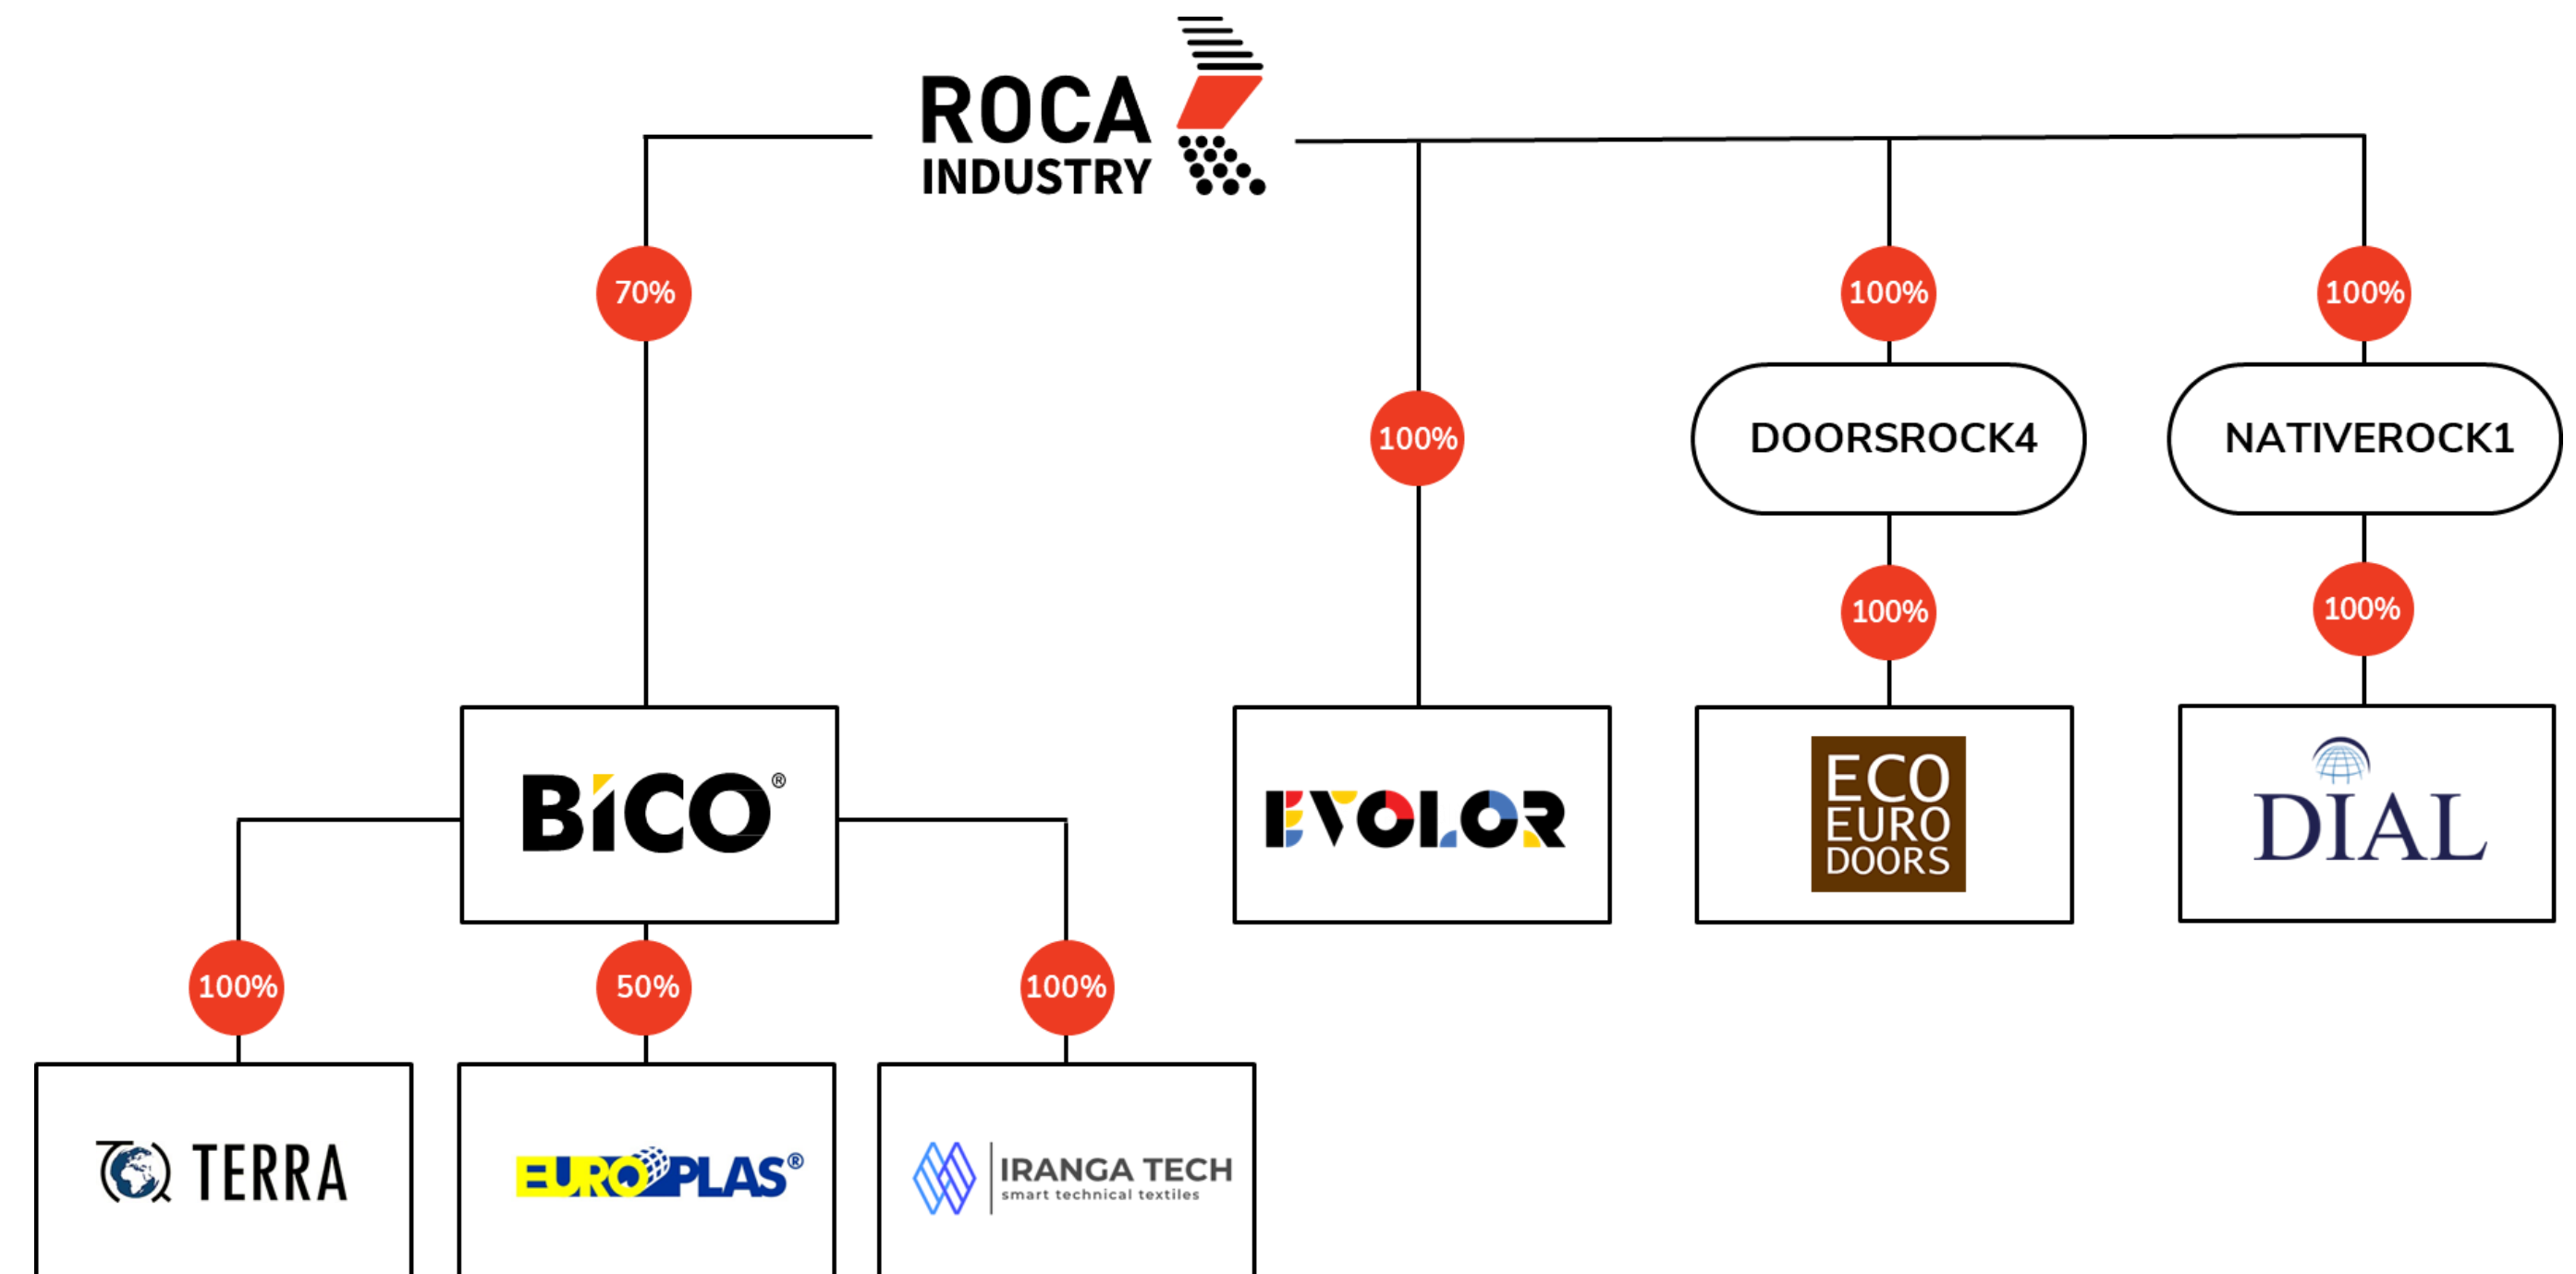 ROCA
INDUSTRY
70%
100%
100%
100%
DOORSROCK4
NATIVEROCK1
100%
100%
BICO®
EVOLOR
ECO
EURO
DOORS
DIAL
100%
50%
100%
TERRA
EUROPLAS®
IRANGA TECH
smart technical textiles